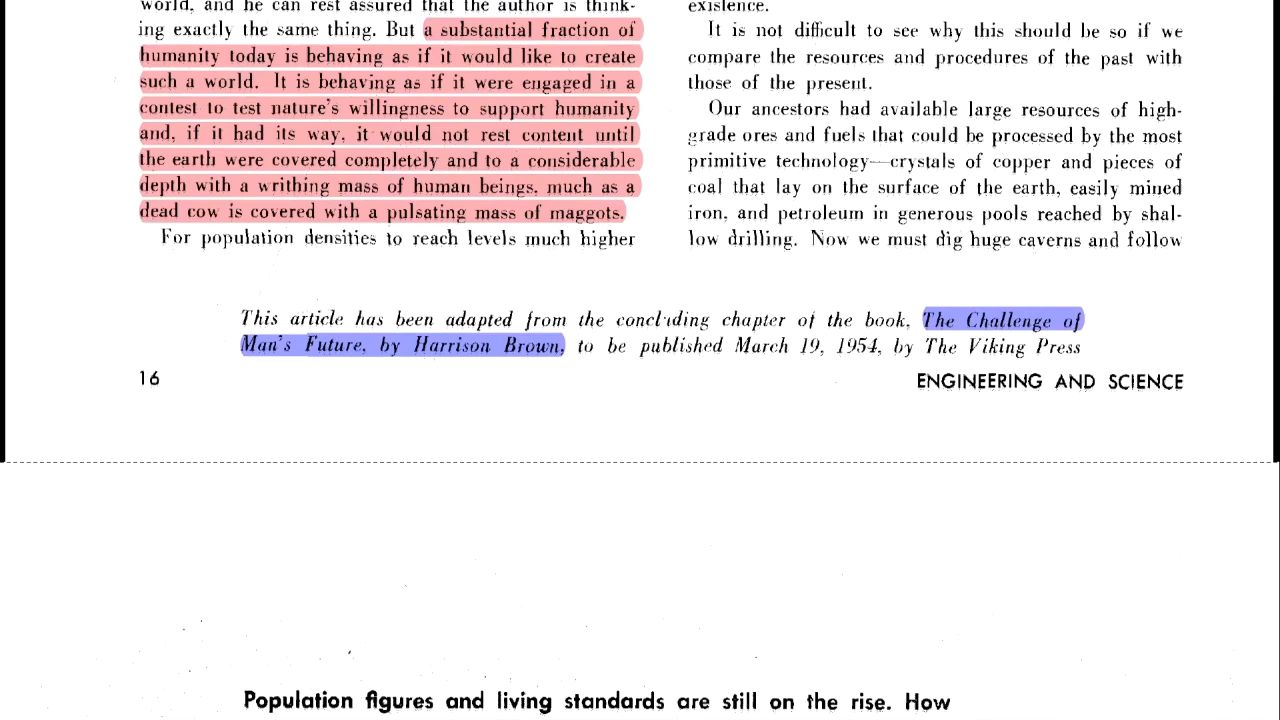 world, and he can rest assured that the author is think-
ing exactly the same thing. But a substantial fraction of
humanity today is behaving as if it would like to create
such a world. It is behaving as if it were engaged in a
contest to test nature's willingness to support humanity
and, if it had its way, it would not rest content until
the earth were covered completely and to a considerable
depth with a writhing mass of human beings, much as a
dead cow is covered with a pulsating mass of maggots.
For population densities to reach levels much higher
existence.
It is not difficult to see why this should be so if we
compare the resources and procedures of the past with
those of the present.
Our ancestors had available large resources of high-
grade ores and fuels that could be processed by the most
primitive technology—crystals of copper and pieces of
coal that lay on the surface of the earth, easily mined
iron, and petroleum in generous pools reached by shal-
low drilling. Now we must dig huge caverns and follow
This article has been adapted from the concluding chapter of the book, The Challenge of
Man's Future, by Harrison Brown, to be published March 19, 1954, by The Viking Press
16
ENGINEERING AND SCIENCE
Population figures and living standards are still on the rise. How